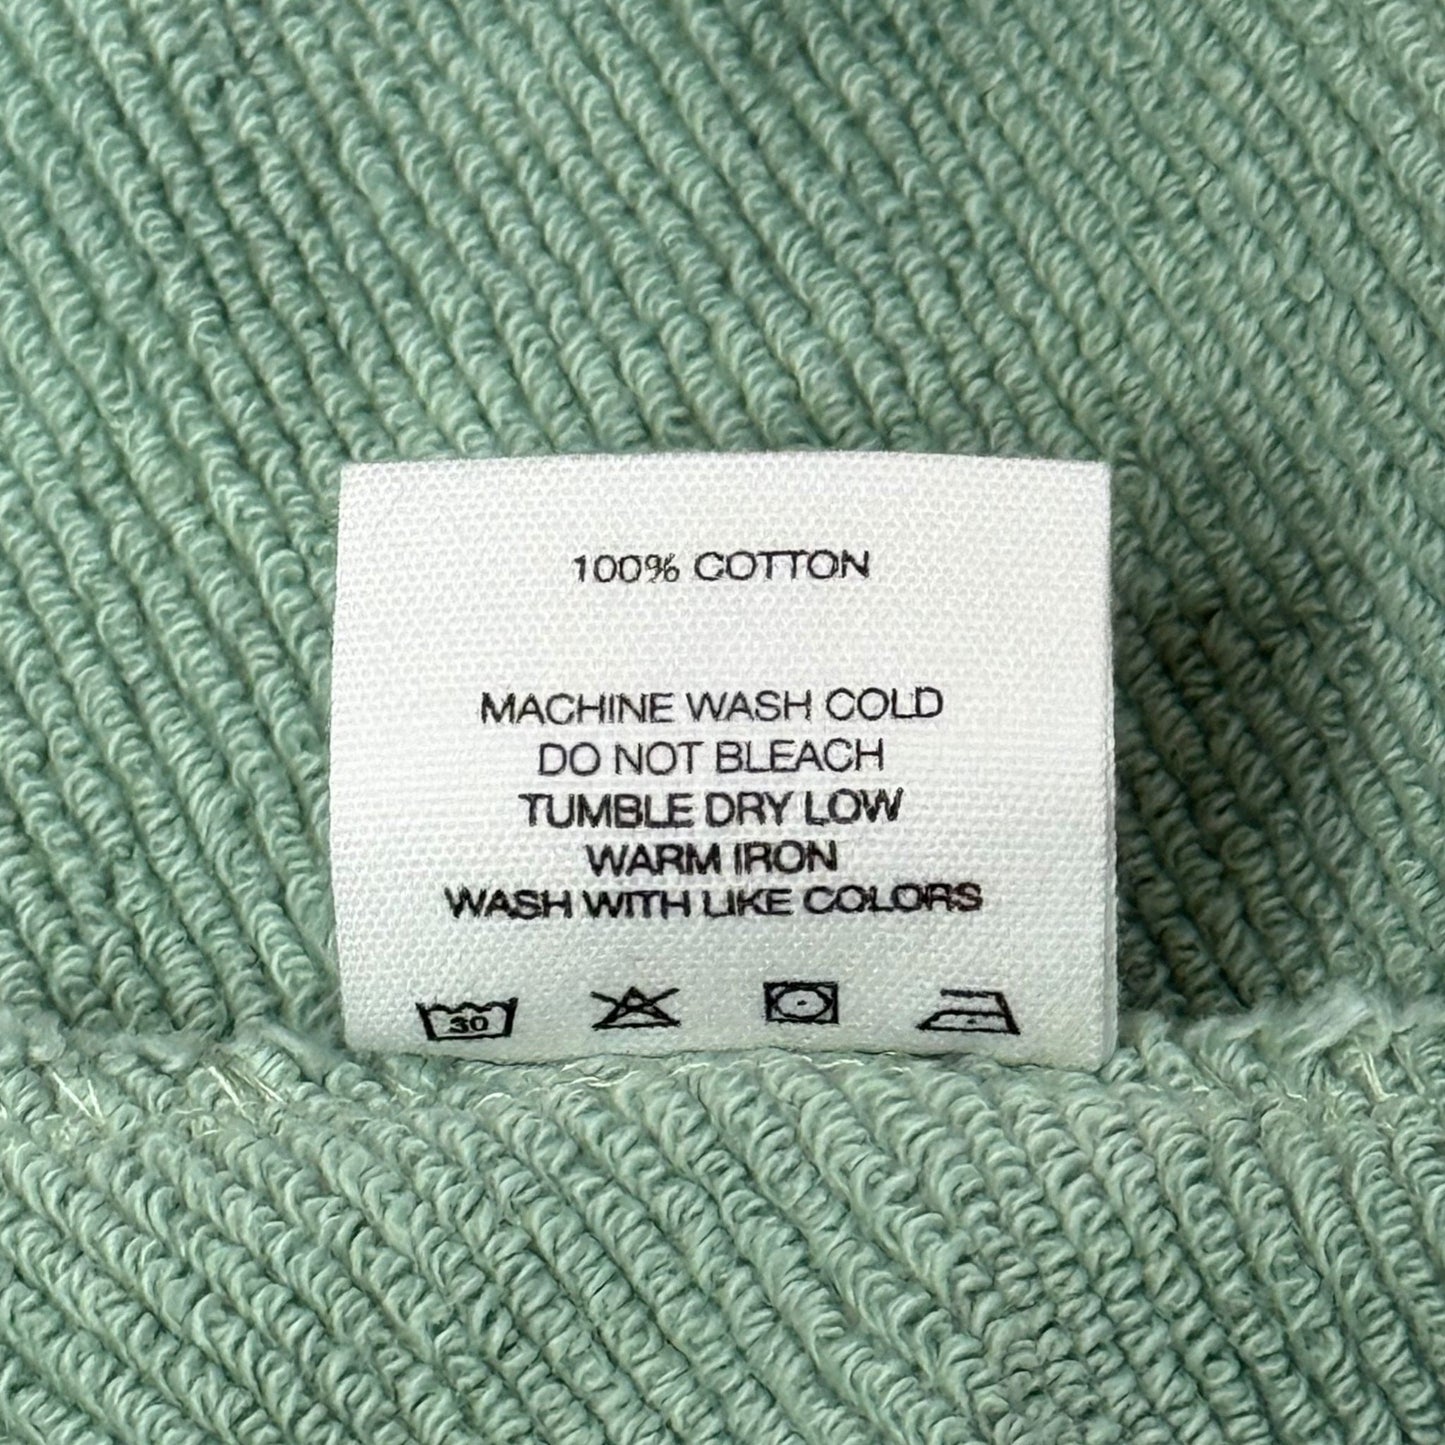 100% COTTON
MACHINE WASH COLD
DO NOT BLEACH
TUMBLE DRY LOW
WARM IRON
WASH WITH LIKE COLORS
30